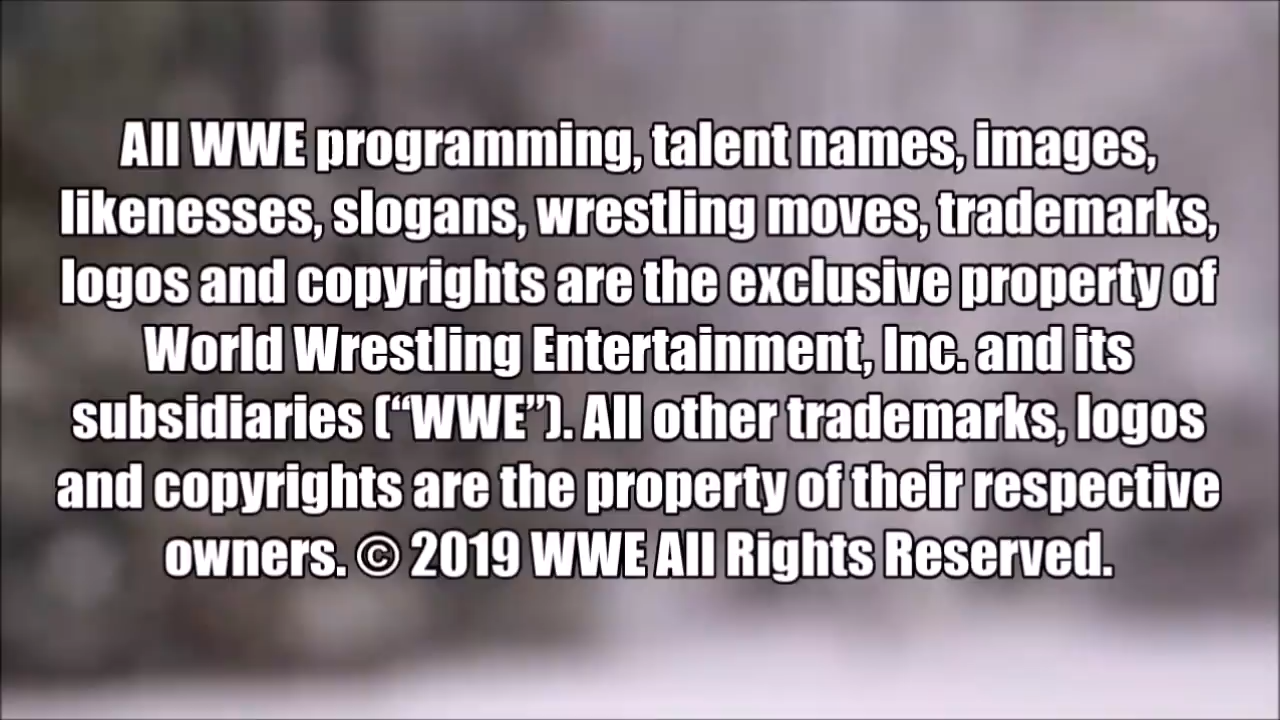 All WWE programming, talent names, images,
likenesses, slogans, wrestling moves, trademarks,
logos and copyrights are the exclusive property of
World Wrestling Entertainment, Inc. and its
subsidiaries (“WWE”). All other trademarks, logos
and copyrights are the property of their respective
owners. © 2019 WWE All Rights Reserved.